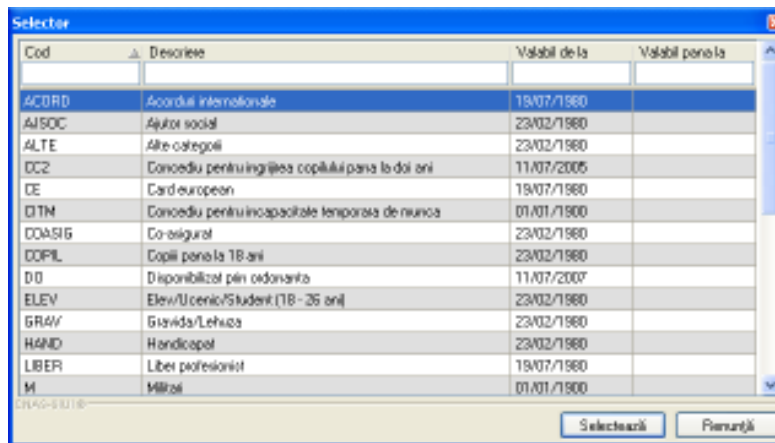 Selector
Cod Descriere Valabil de la Valabil pana la
ACORD Acorduri internationale 19/07/1980
AJSOC Ajutor social 23/02/1980
ALTE Alte categorii 23/02/1980
CC2 Concediu pentru ingrijirea copilului pana la doi ani 11/07/2005
CE Card european 19/07/1980
CITM Concediu pentru incapacitate temporara de munca 01/01/1900
COASIG Co-asigurat 23/02/1980
COPIL Copii pana la 18 ani 23/02/1980
DO Disponibilizat prin ordonanta 11/07/2007
ELEV Elev/Ucenic/Student (18 - 26 ani) 23/02/1980
GRAV Gravida/Lehuza 23/02/1980
HAND Handicapat 23/02/1980
LIBER Liber profesionist 19/07/1980
M Militari 01/01/1900
Selectează Renunţă